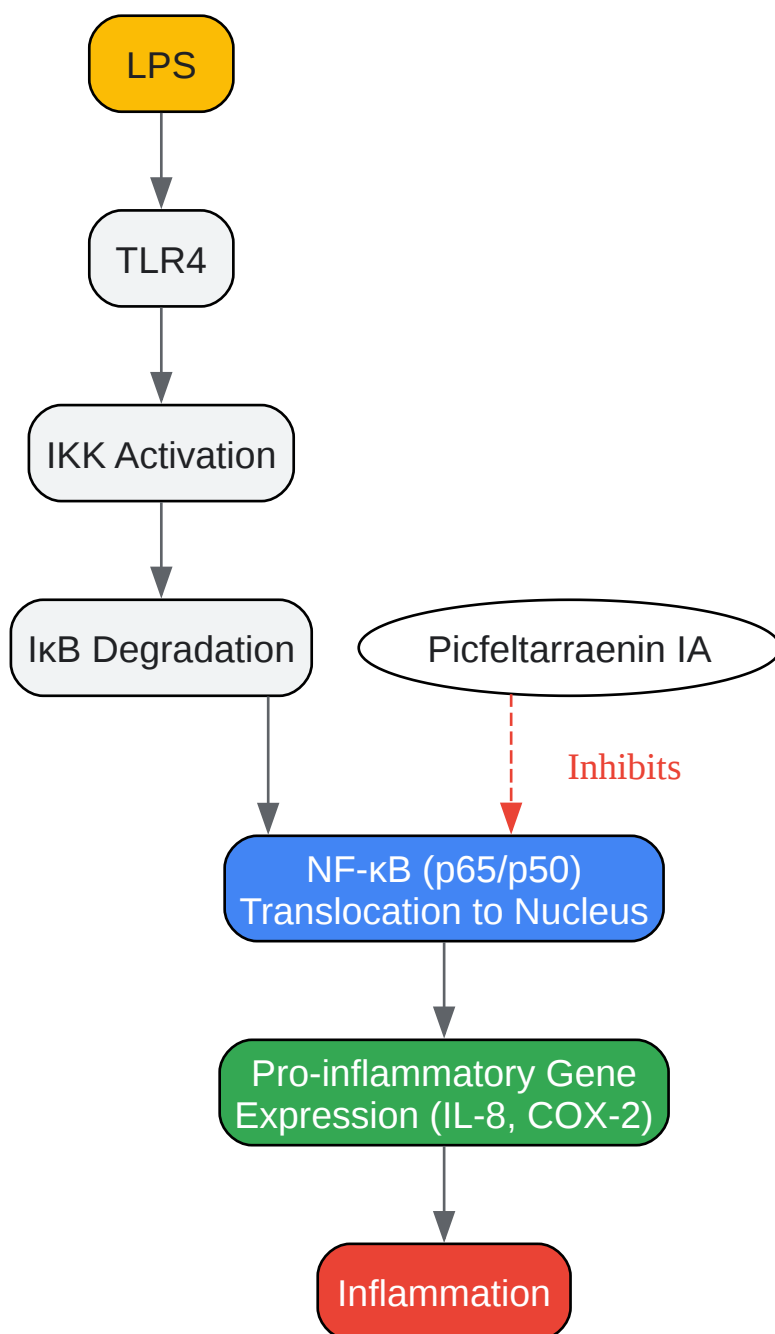 LPS
TLR4
IKK Activation
IκB Degradation
Picfeltarraenin IA
Inhibits
NF-κB (p65/p50)
Translocation to Nucleus
Pro-inflammatory Gene
Expression (IL-8, COX-2)
Inflammation